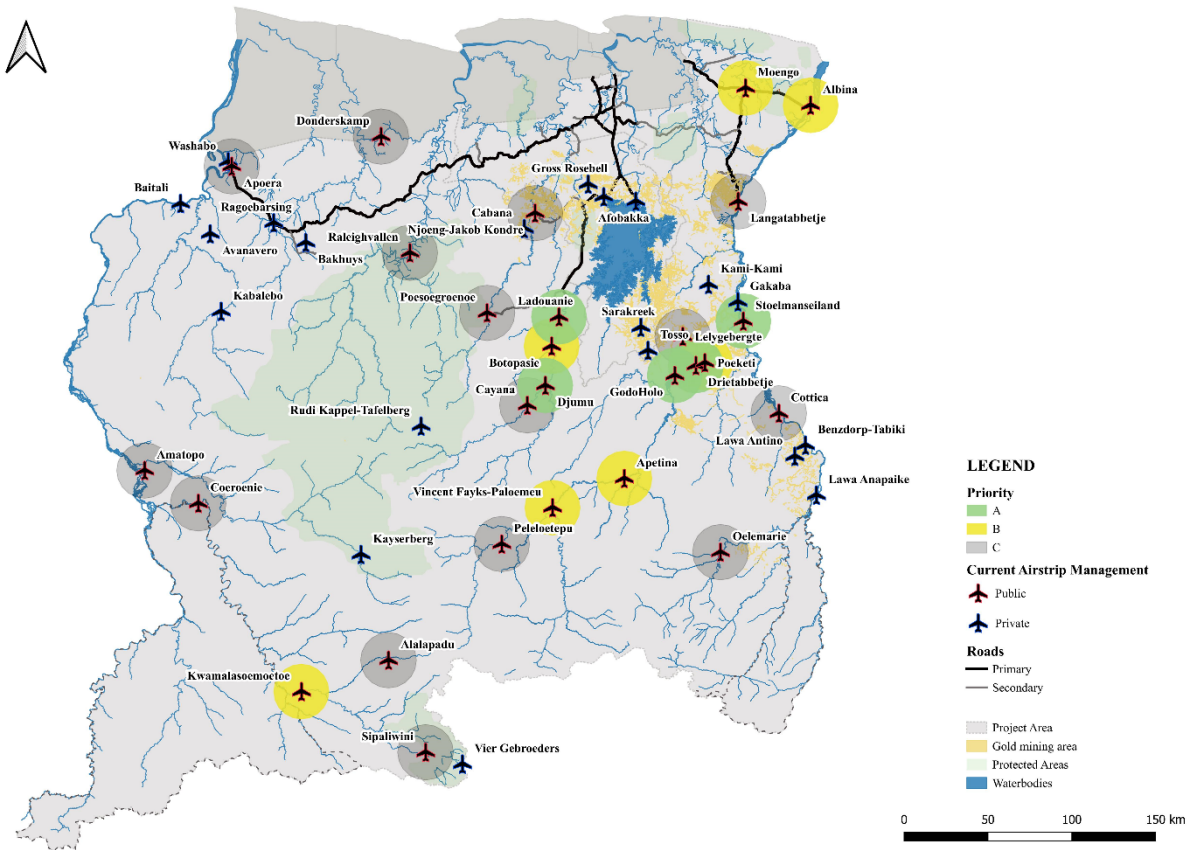 Moengo
Albina
Donderskamp
Washabo
Apoera
Baitali
Ragoebarsing
Avanavero
Bakhuys
Raleighvallen
Gross Rosebell
Cabana
Njoeng-Jakob Kondre
Afobakka
Langatabbetje
Kabalebo
Poesoegroenoe
Ladouanie
Kami-Kami
Gakaba
Stoelmanseiland
Sarakreek
Tosso
Lelygebergte
Botopasie
Poeketi
Drietabbetje
GodoHolo
Cayana
Djumu
Cottica
Rudi Kappel-Tafelberg
Benzdorp-Tabiki
Lawa Antino
Lawa Anapaike
Amatopo
Coeroenie
Apetina
Vincent Fayks-Paloemeu
Peleloetepu
Oelemarie
Kayserberg
Alalapadu
Kwamalasoemoetoe
Sipaliwini
Vier Gebroeders
LEGEND
Priority
A
B
C
Current Airstrip Management
Public
Private
Roads
Primary
Secondary
Project Area
Gold mining area
Protected Areas
Waterbodies
0 50 100 150 km